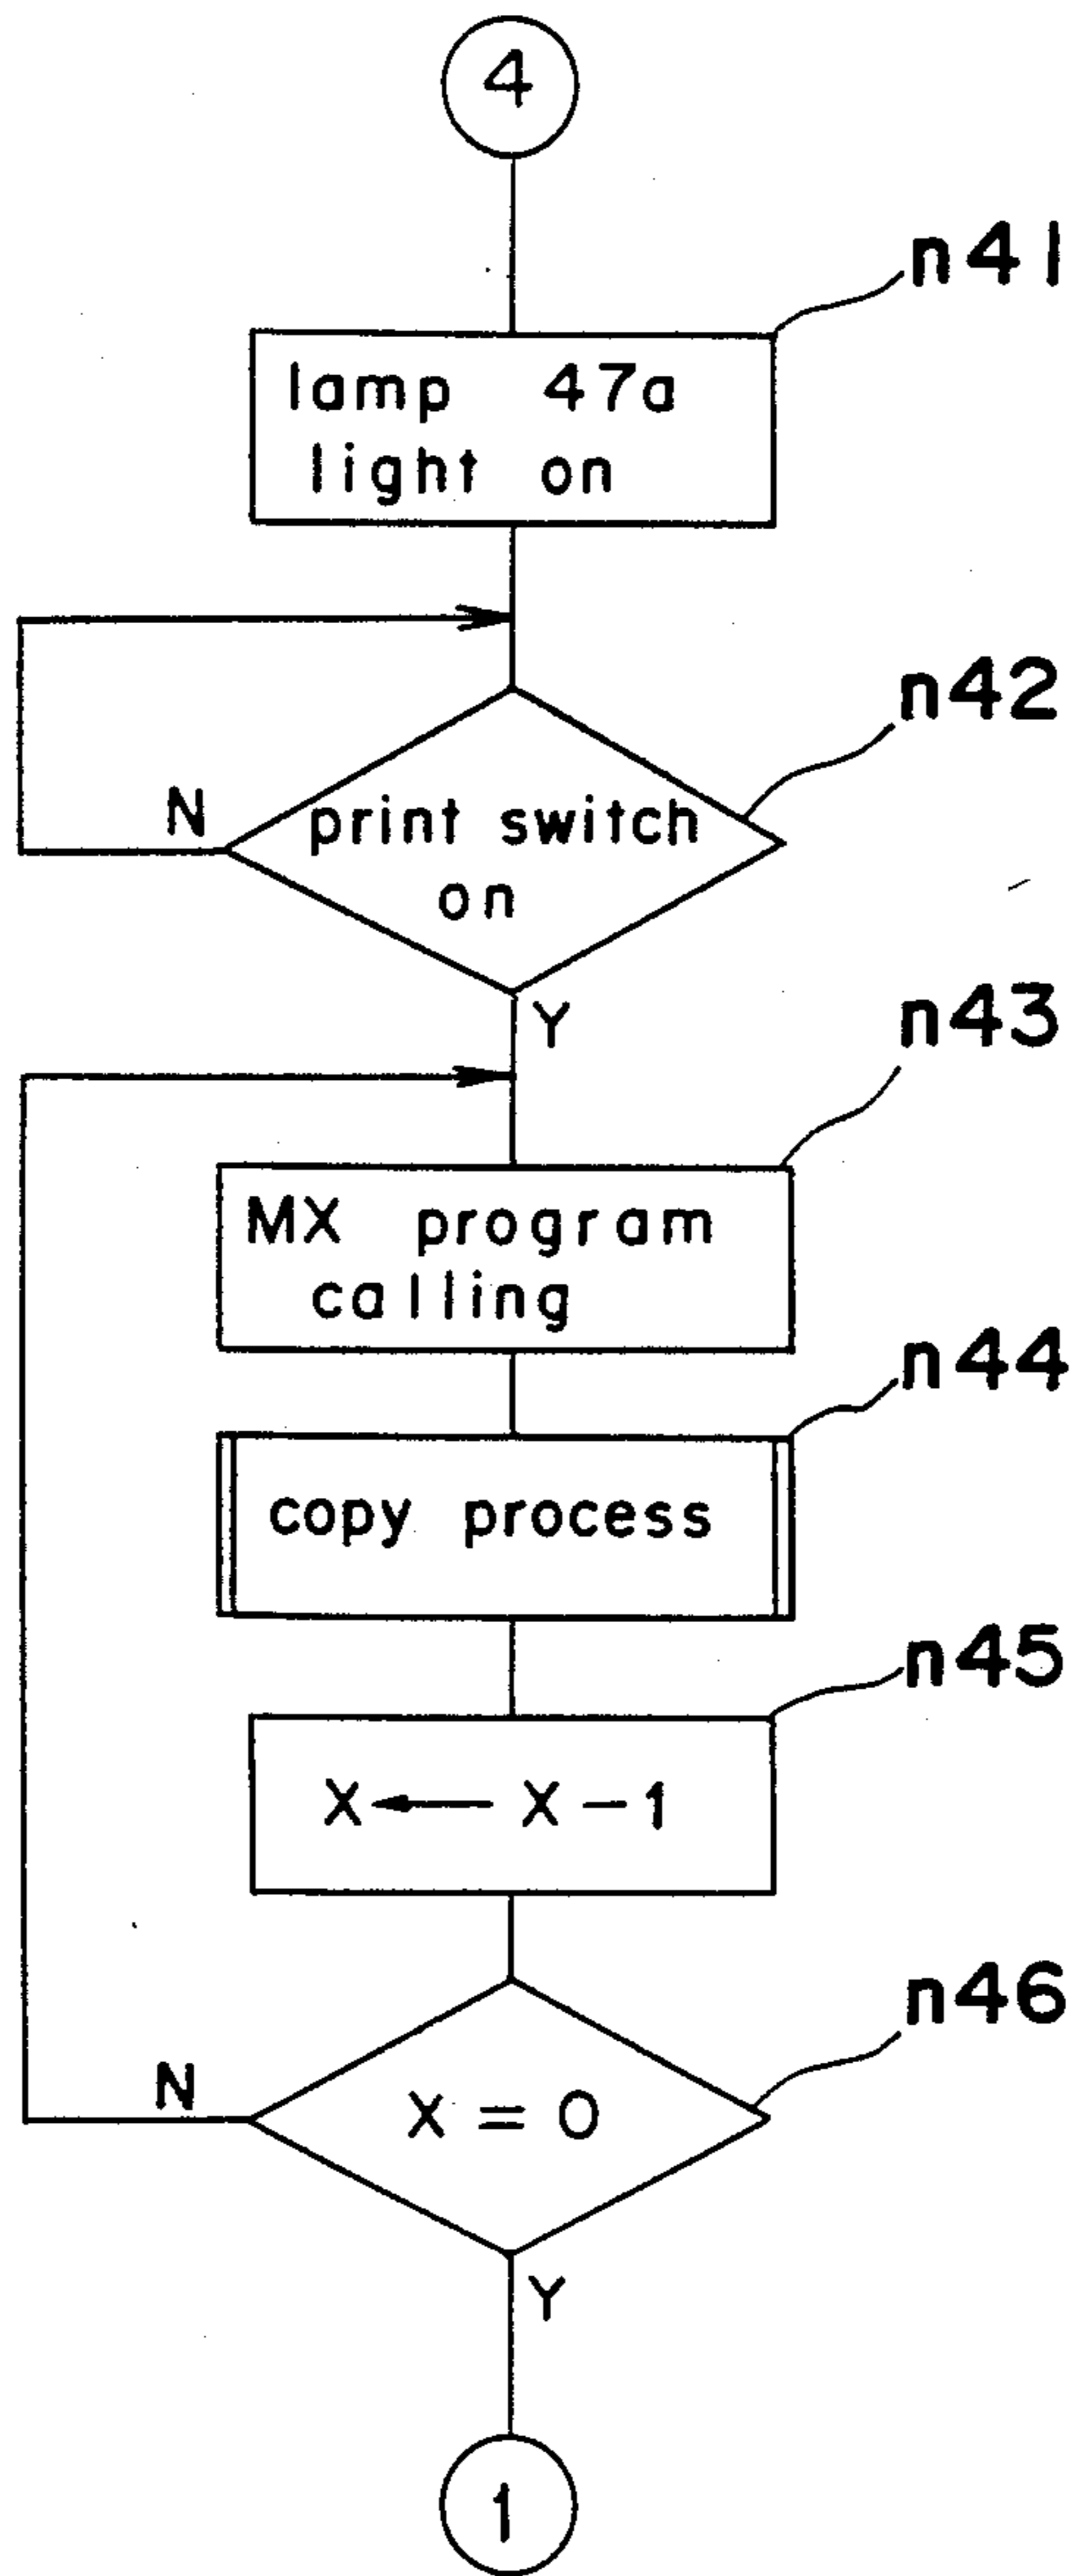 4
n41
lamp 47a
light on
n42
N
print switch
on
Y
n43
MX program
calling
n44
copy process
n45
X ← X - 1
n46
N
X = 0
Y
1